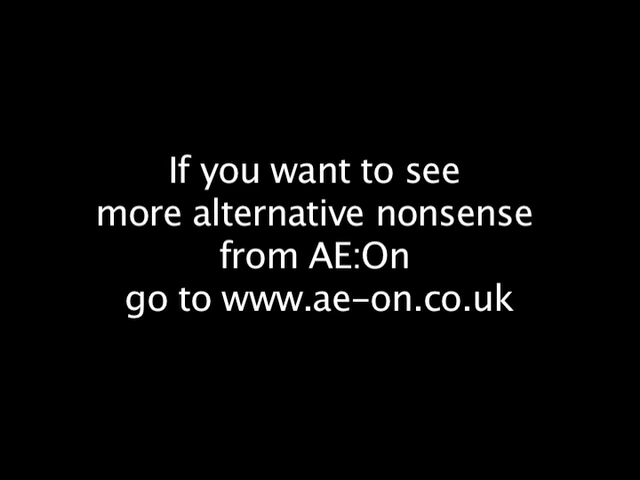 If you want to see
more alternative nonsense
from AE:On
go to www.ae-on.co.uk